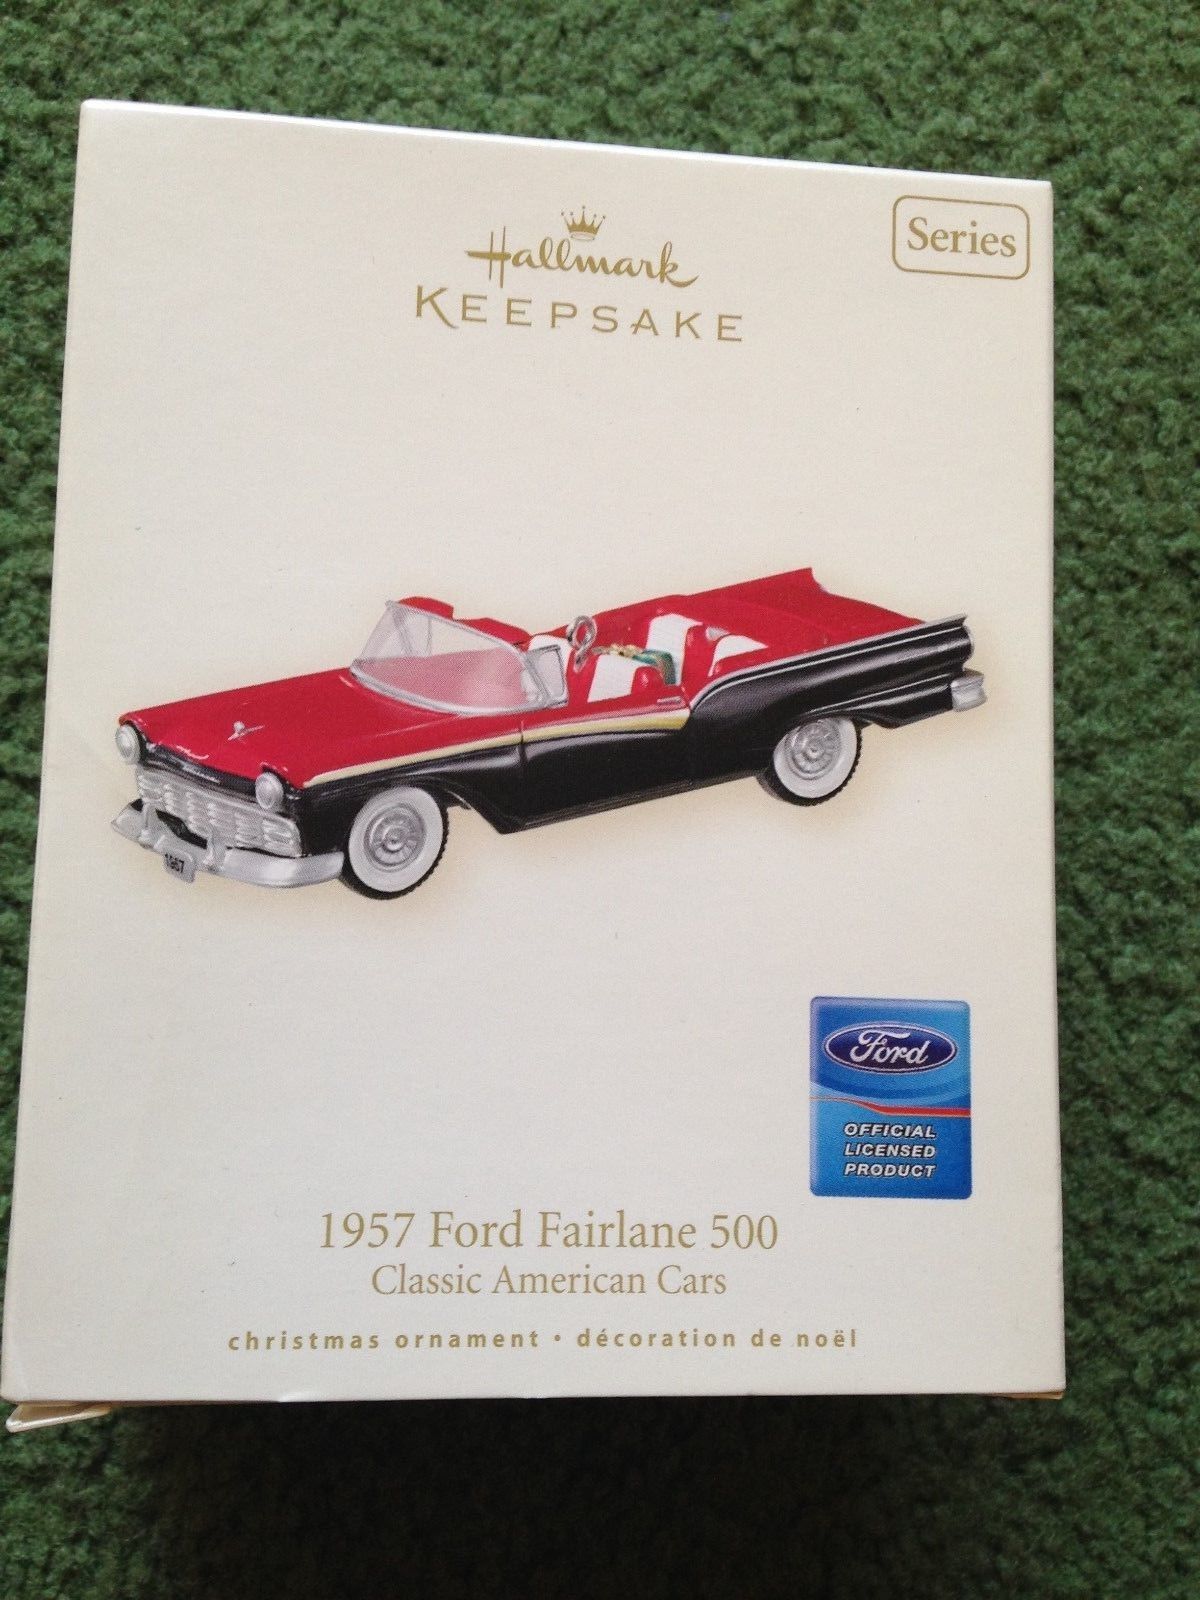 Hallmark
KEEPSAKE
Series
1957
Ford
OFFICIAL
LICENSED
PRODUCT
1957 Ford Fairlane 500
Classic American Cars
christmas ornament • décoration de noël